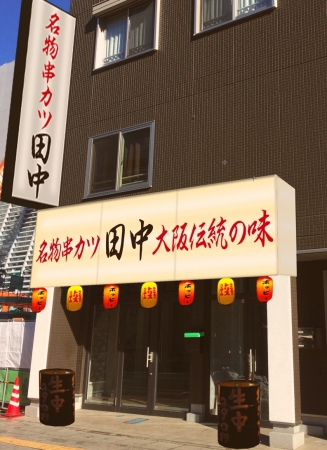 名物串カツ田中
名物串カツ 田中 大阪伝統の味
生中
生中